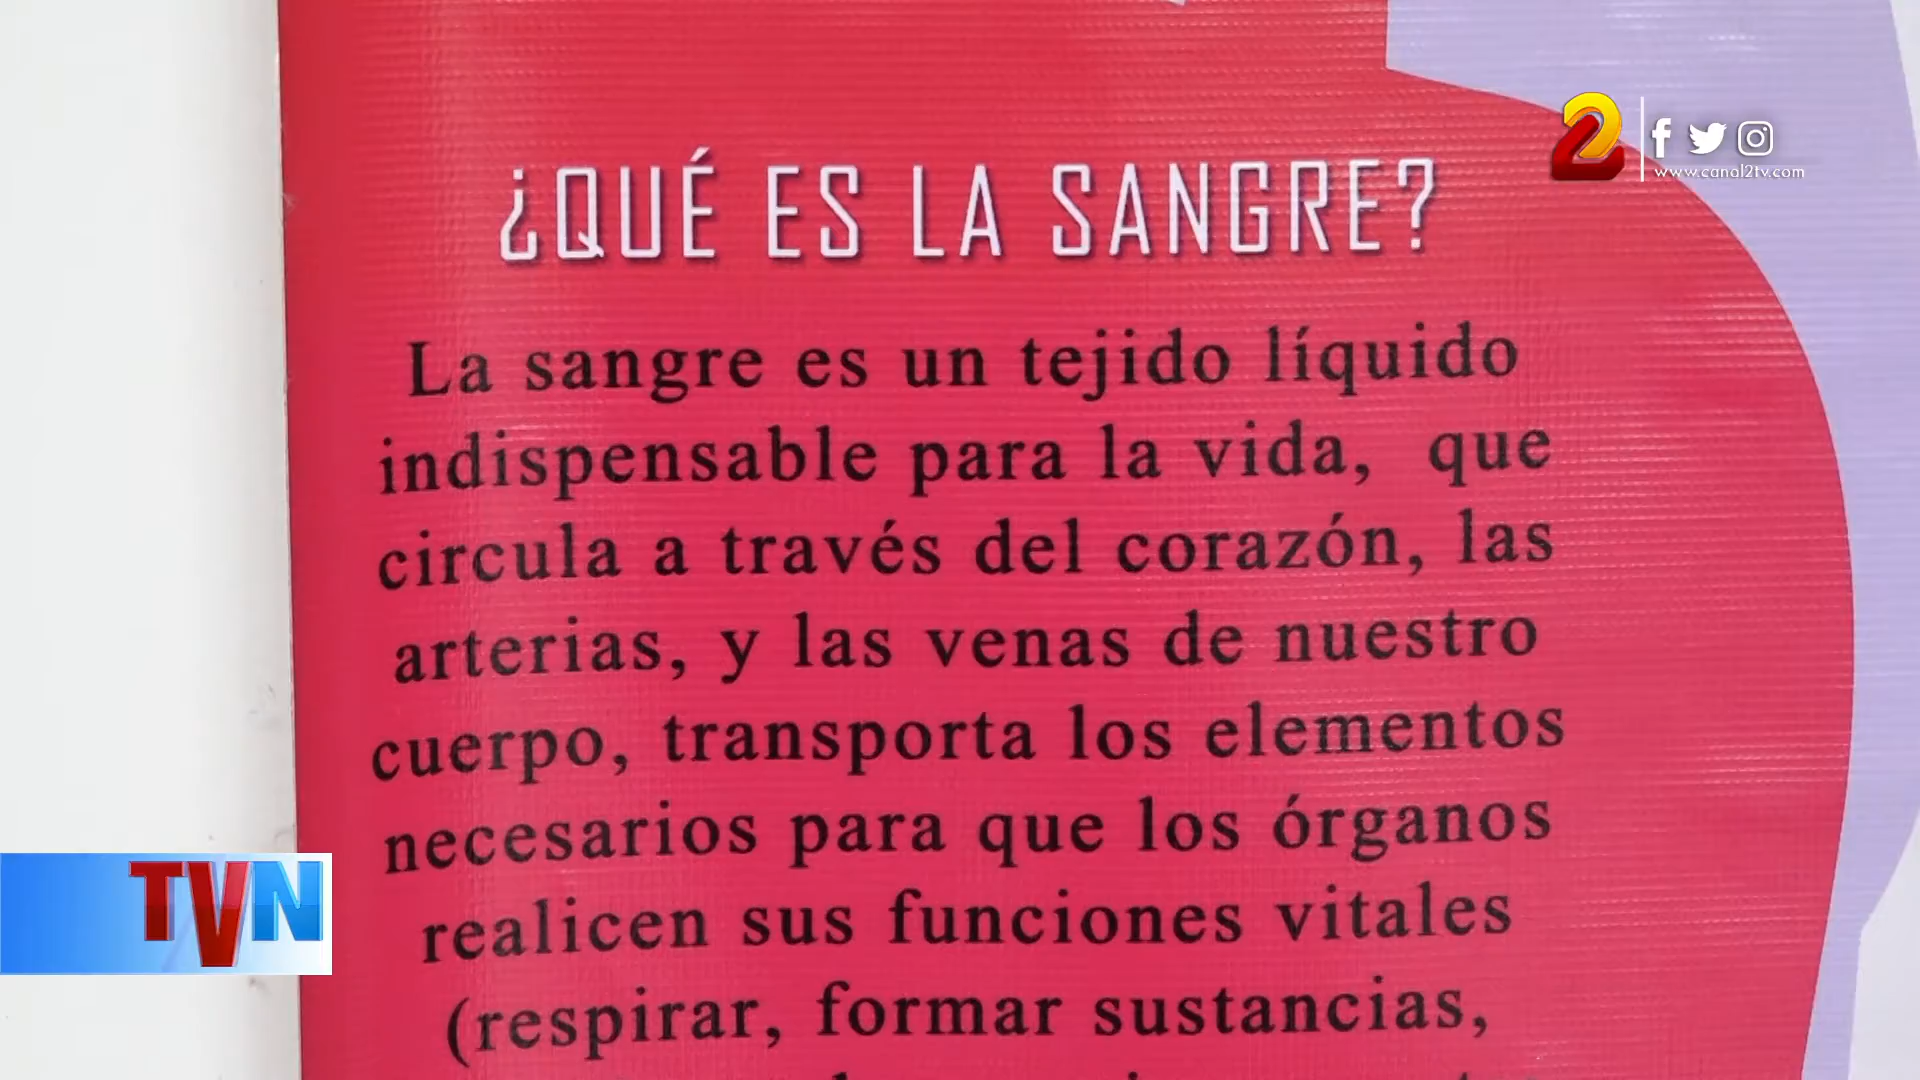 2
www.canal2tv.com
¿QUÉ ES LA SANGRE?
La sangre es un tejido líquido
indispensable para la vida, que
circula a través del corazón, las
arterias, y las venas de nuestro
cuerpo, transporta los elementos
necesarios para que los órganos
realicen sus funciones vitales
(respirar, formar sustancias,
TVN